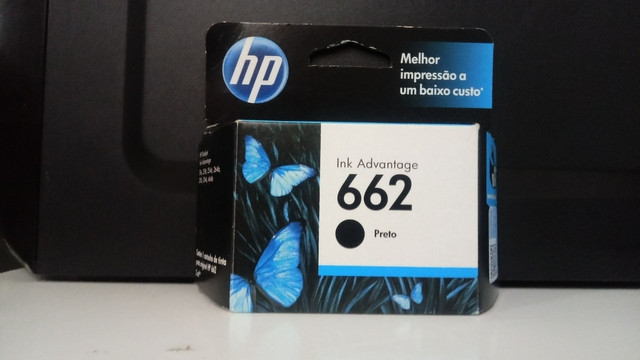 hp
Melhor
impressão a
um baixo custo*
Ink Advantage
662
Preto